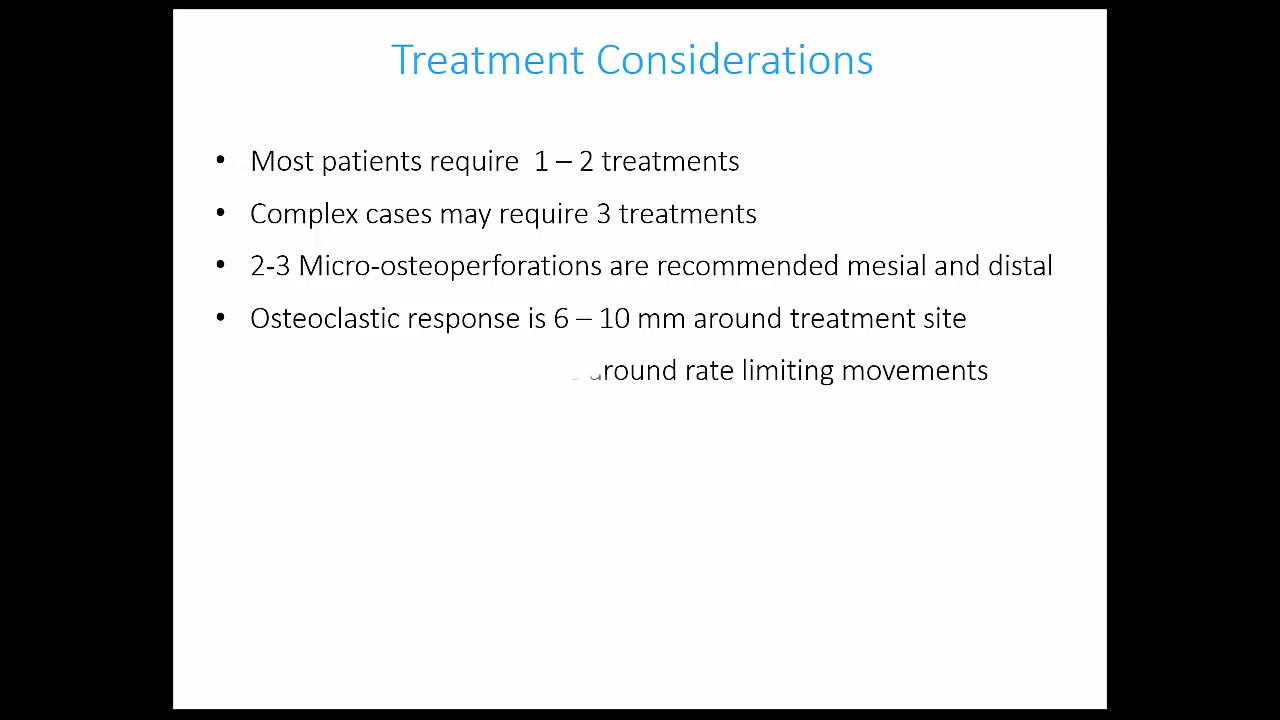 Treatment Considerations
• Most patients require 1 – 2 treatments
• Complex cases may require 3 treatments
• 2-3 Micro-osteoperforations are recommended mesial and distal
• Osteoclastic response is 6 – 10 mm around treatment site
around rate limiting movements